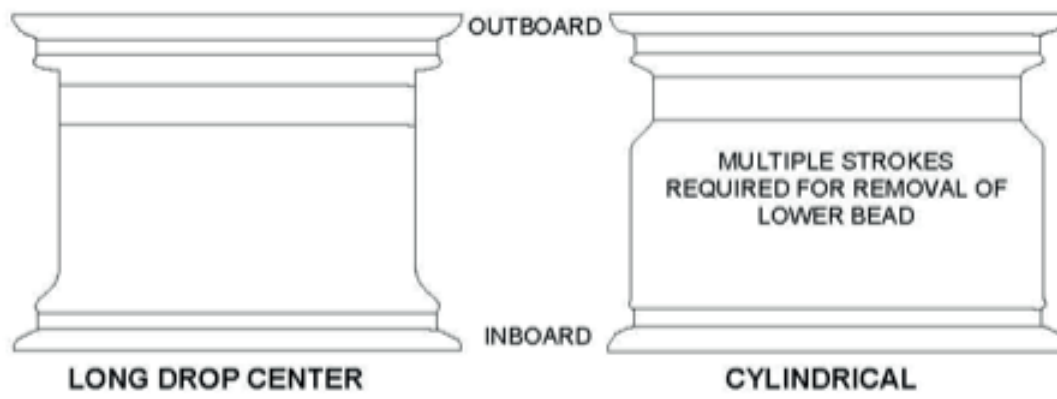 OUTBOARD
MULTIPLE STROKES
REQUIRED FOR REMOVAL OF
LOWER BEAD
INBOARD
LONG DROP CENTER
CYLINDRICAL